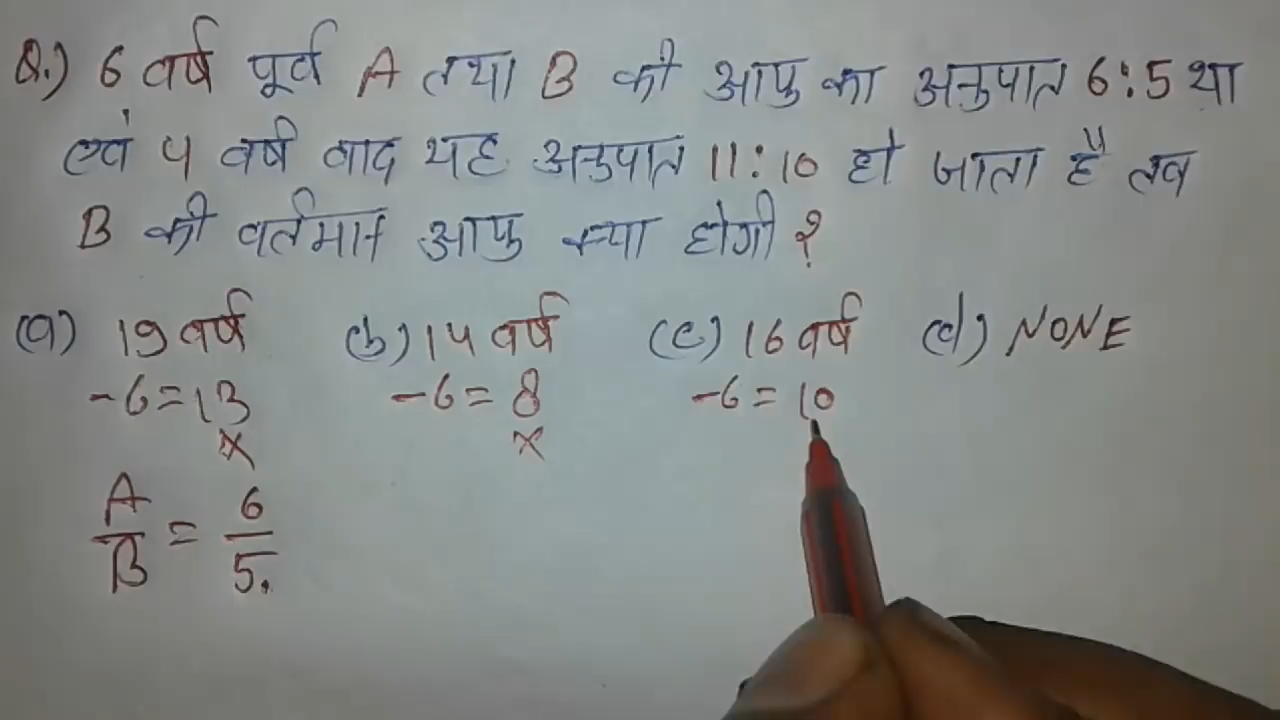 Q.) 6 वर्ष पूर्व A तथा B की आयु का अनुपात 6:5 था
एवं 4 वर्ष बाद यह अनुपात 11:10 हो जाता है तब
B की वर्तमान आयु क्या होगी ?
(a) 19 वर्ष (b) 14 वर्ष (c) 16 वर्ष (d) NONE
-6=13 -6=8 -6=10
x x
A/B = 6/5.